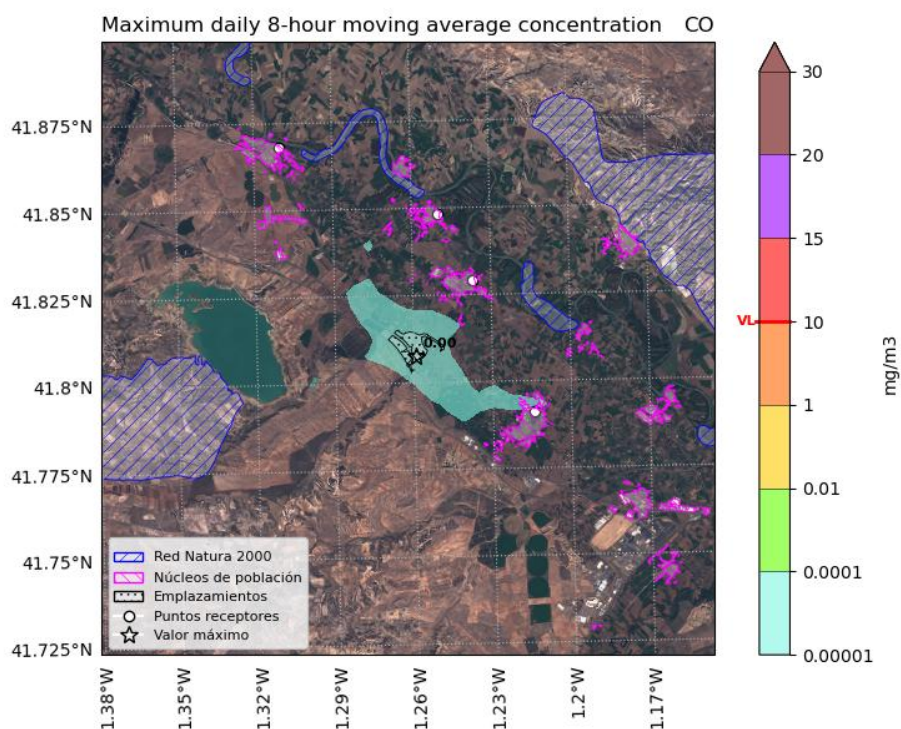 Maximum daily 8-hour moving average concentration CO
41.875°N
41.85°N
41.825°N
41.8°N
41.775°N
41.75°N
41.725°N
0.00
Red Natura 2000
Núcleos de población
Emplazamientos
Puntos receptores
Valor máximo
1.38°W
1.35°W
1.32°W
1.29°W
1.26°W
1.23°W
1.2°W
1.17°W
30
20
15
VL
10
1
0.01
0.0001
0.00001
mg/m3